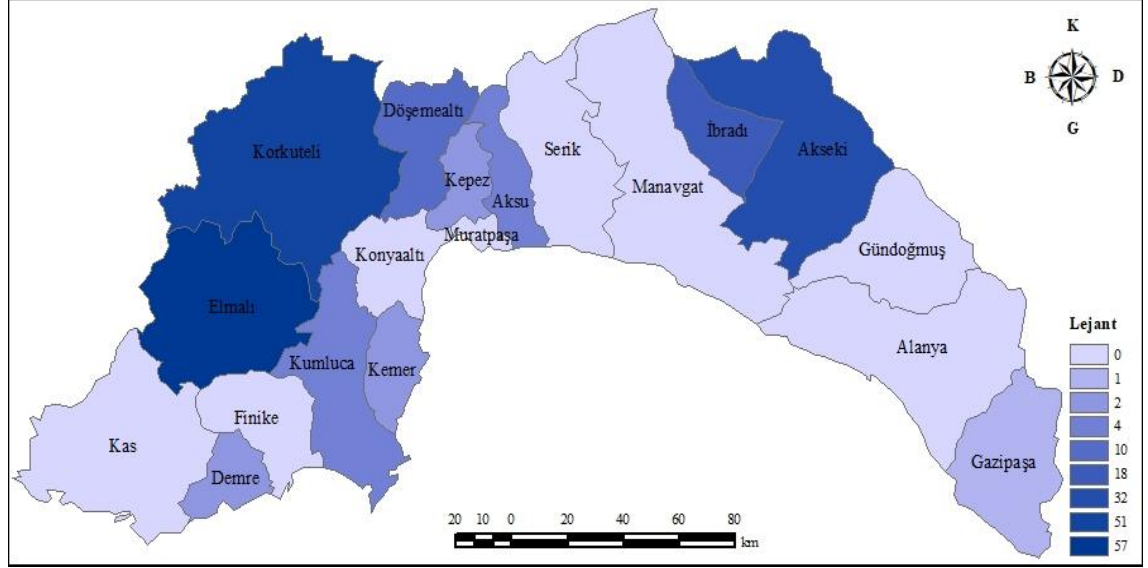 K
B
D
G
Korkuteli
Döşemealtı
Kepez
Aksu
Muratpaşa
Serik
Manavgat
İbradı
Akseki
Gündoğmuş
Konyaaltı
Elmalı
Kumluca
Kemer
Alanya
Gazipaşa
Kas
Finike
Demre
Lejant
0
1
2
4
10
18
32
51
57
20 10 0 20 40 60 80
km